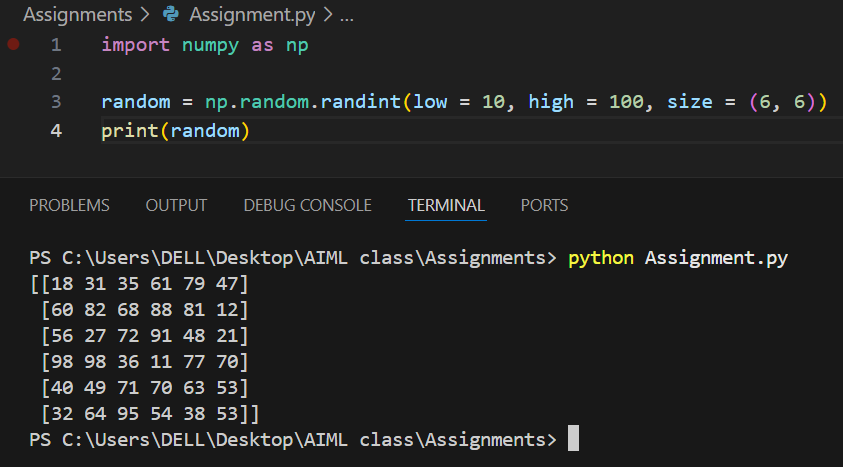 Assignments > Assignment.py > ...
1 import numpy as np
2
3 random = np.random.randint(low = 10, high = 100, size = (6, 6))
4 print(random)
PROBLEMS OUTPUT DEBUG CONSOLE TERMINAL PORTS
PS C:\Users\DELL\Desktop\AIML class\Assignments> python Assignment.py
[[18 31 35 61 79 47]
 [60 82 68 88 81 12]
 [56 27 72 91 48 21]
 [98 98 36 11 77 70]
 [40 49 71 70 63 53]
 [32 64 95 54 38 53]]
PS C:\Users\DELL\Desktop\AIML class\Assignments>